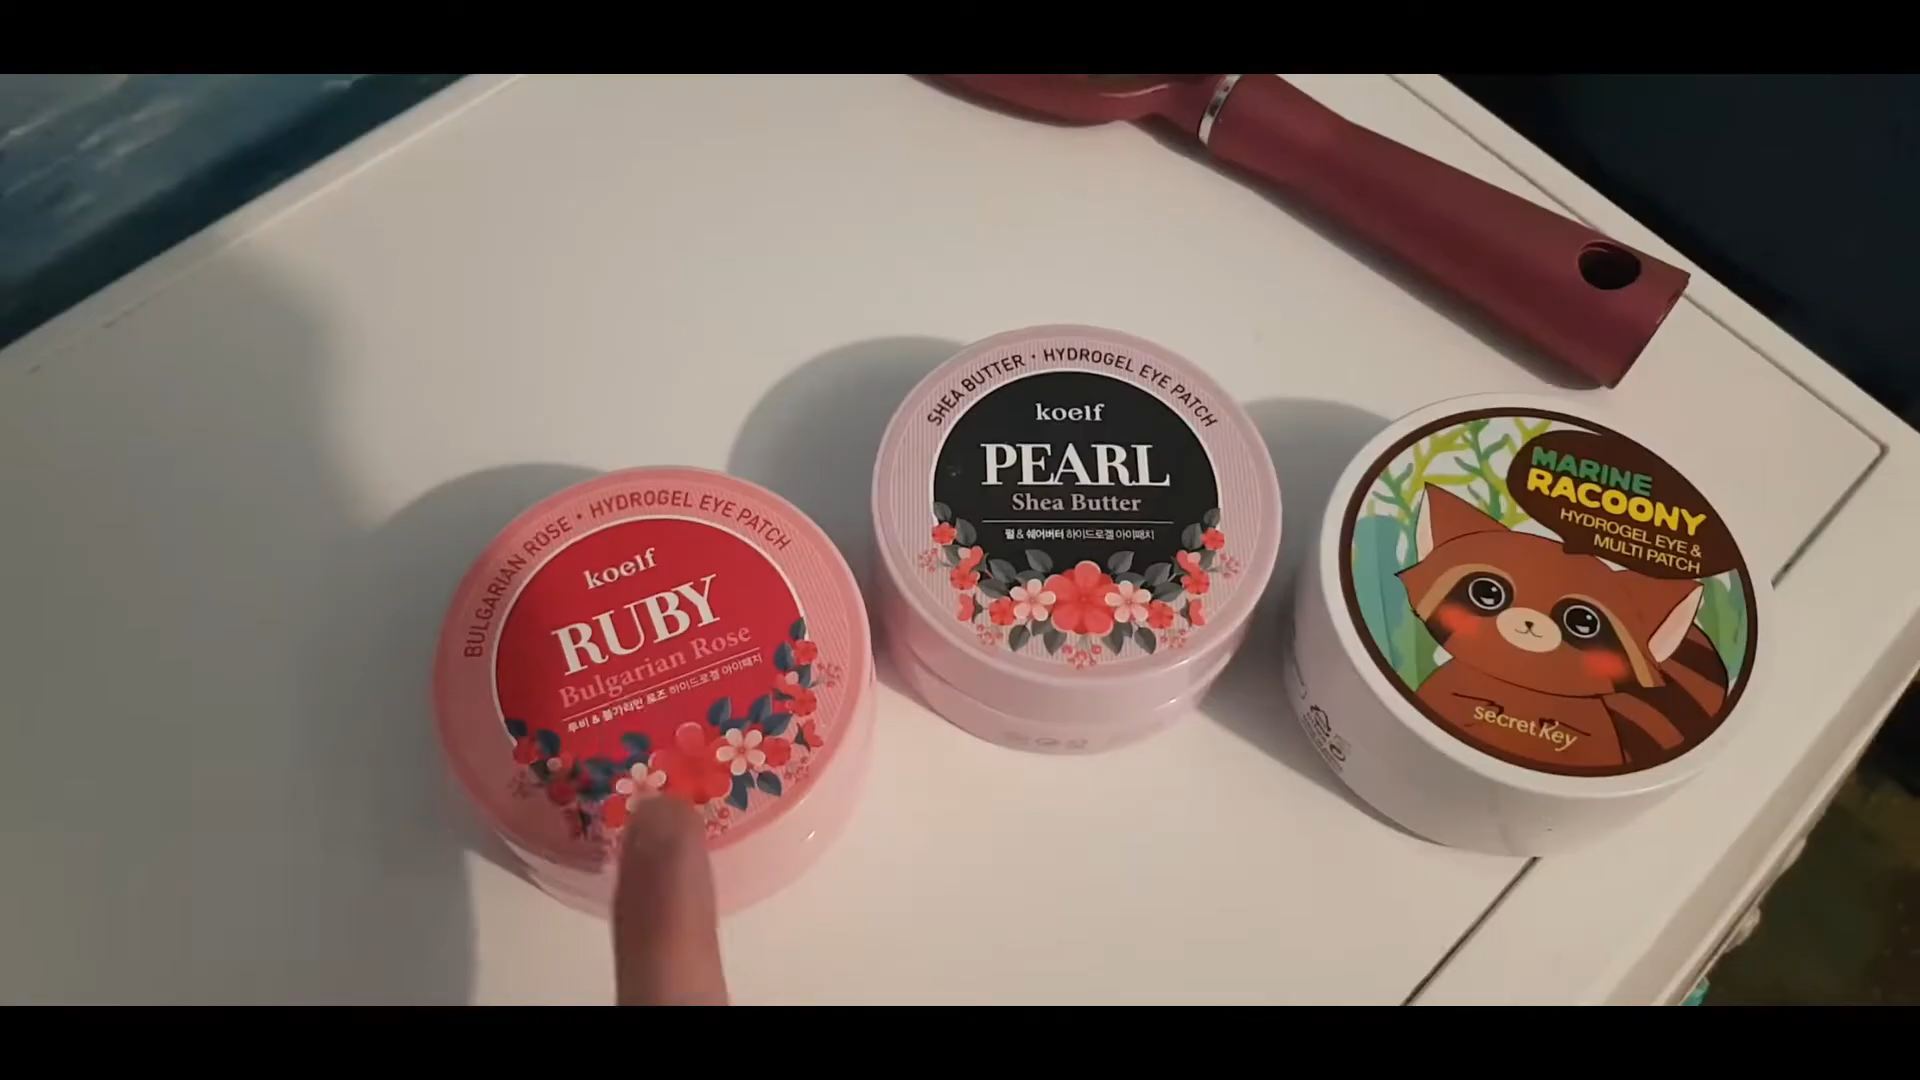 BULGARIAN ROSE · HYDROGEL EYE PATCH
koelf
RUBY
Bulgarian Rose
루비 & 불가리안 로즈 하이드로겔 아이패치
SHEA BUTTER · HYDROGEL EYE PATCH
koelf
PEARL
Shea Butter
펄 & 쉐어버터 하이드로겔 아이패치
MARINE
RACOONY
HYDROGEL EYE &
MULTI PATCH
secretKey